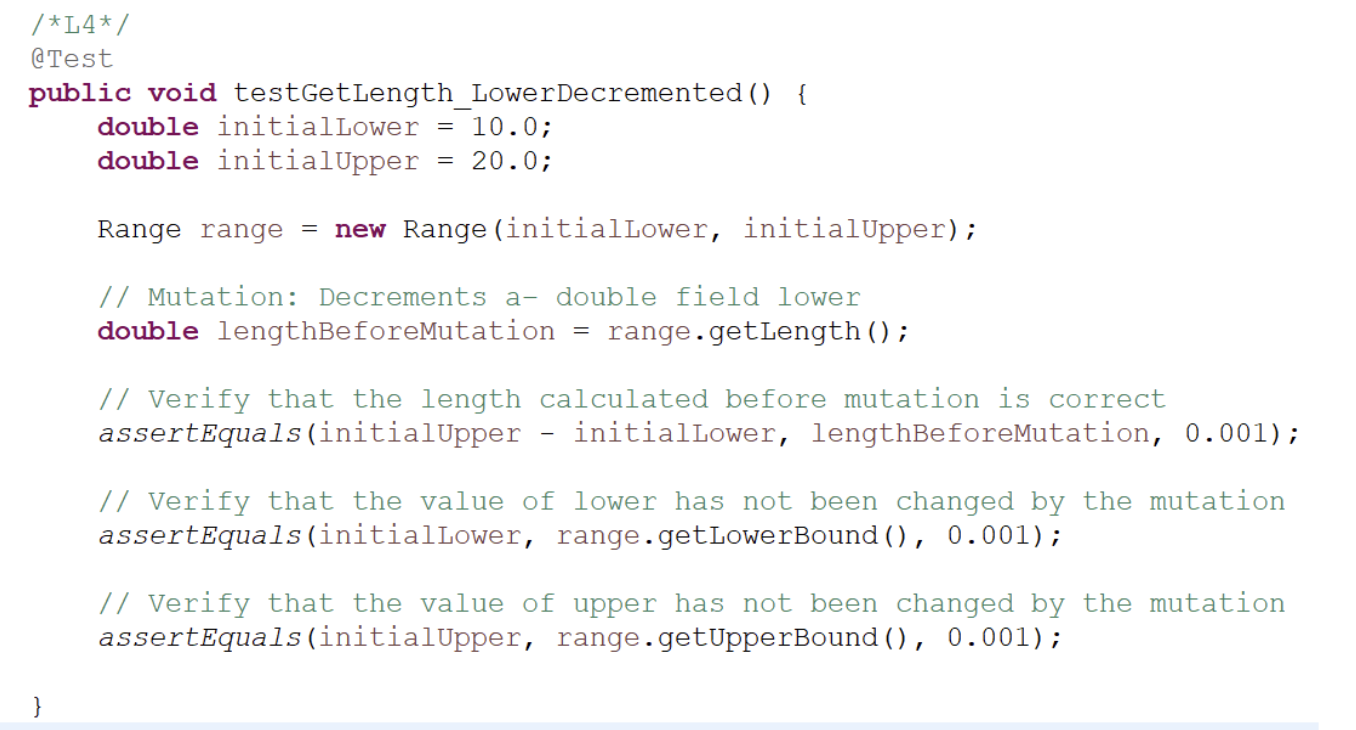 /*L4*/
@Test
public void testGetLength_LowerDecremented() {
    double initialLower = 10.0;
    double initialUpper = 20.0;

    Range range = new Range(initialLower, initialUpper);

    // Mutation: Decrements a- double field lower
    double lengthBeforeMutation = range.getLength();

    // Verify that the length calculated before mutation is correct
    assertEquals(initialUpper - initialLower, lengthBeforeMutation, 0.001);

    // Verify that the value of lower has not been changed by the mutation
    assertEquals(initialLower, range.getLowerBound(), 0.001);

    // Verify that the value of upper has not been changed by the mutation
    assertEquals(initialUpper, range.getUpperBound(), 0.001);

}